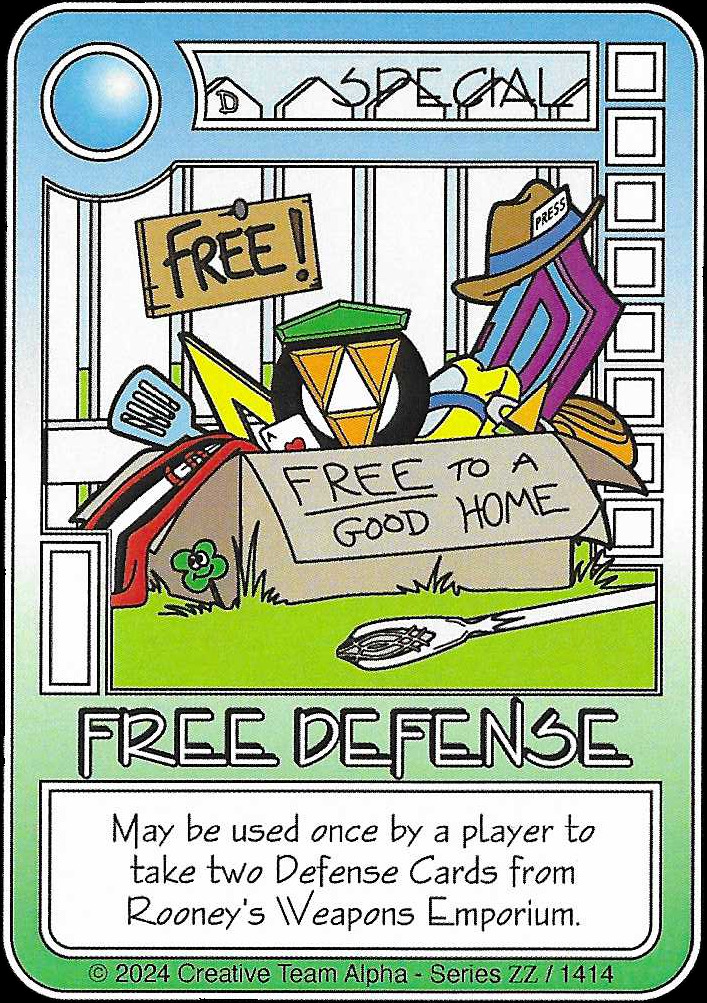 D
SPECIAL
FREE!
PRESS
A
FREE TO A
GOOD HOME
FREE DEFENSE
May be used once by a player to
take two Defense Cards from
Rooney's Weapons Emporium.
© 2024 Creative Team Alpha - Series ZZ / 1414